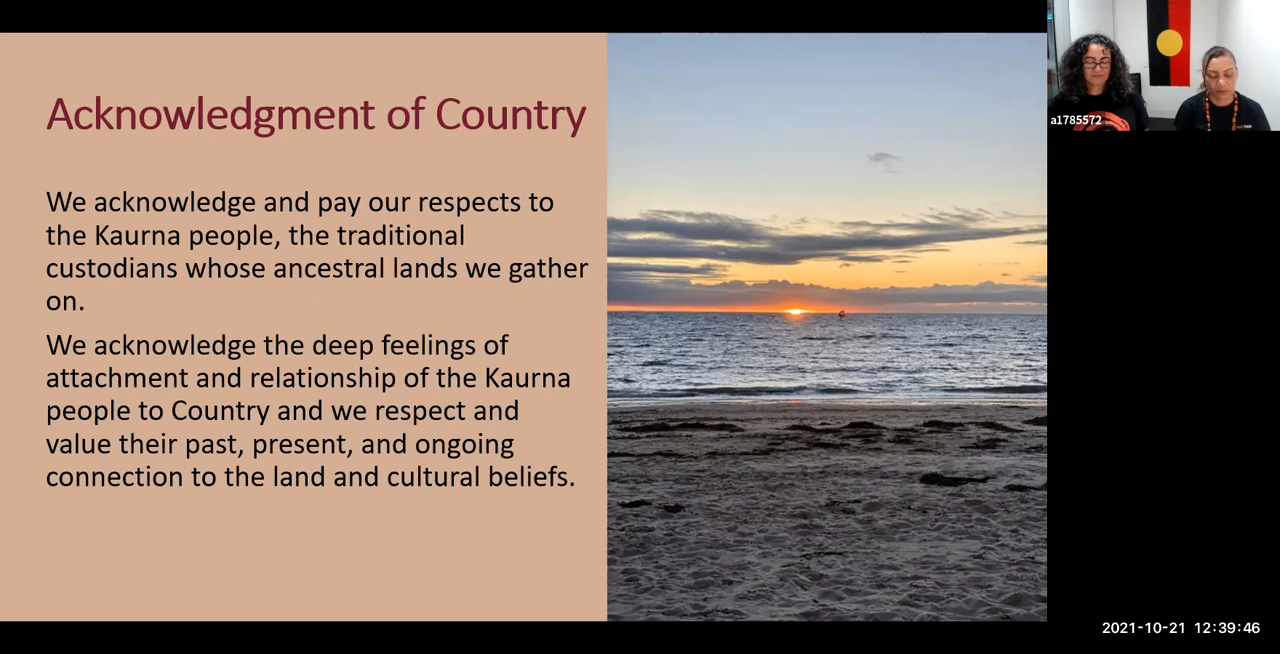 Acknowledgment of Country
We acknowledge and pay our respects to
the Kaurna people, the traditional
custodians whose ancestral lands we gather
on.
We acknowledge the deep feelings of
attachment and relationship of the Kaurna
people to Country and we respect and
value their past, present, and ongoing
connection to the land and cultural beliefs.
a1785572
2021-10-21 12:39:46